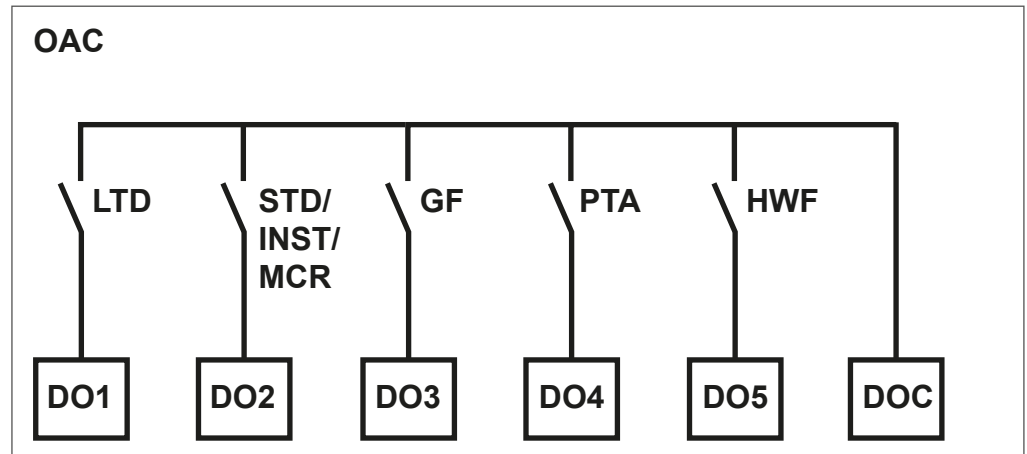 OAC
LTD
STD/
INST/
MCR
GF
PTA
HWF
DO1
DO2
DO3
DO4
DO5
DOC